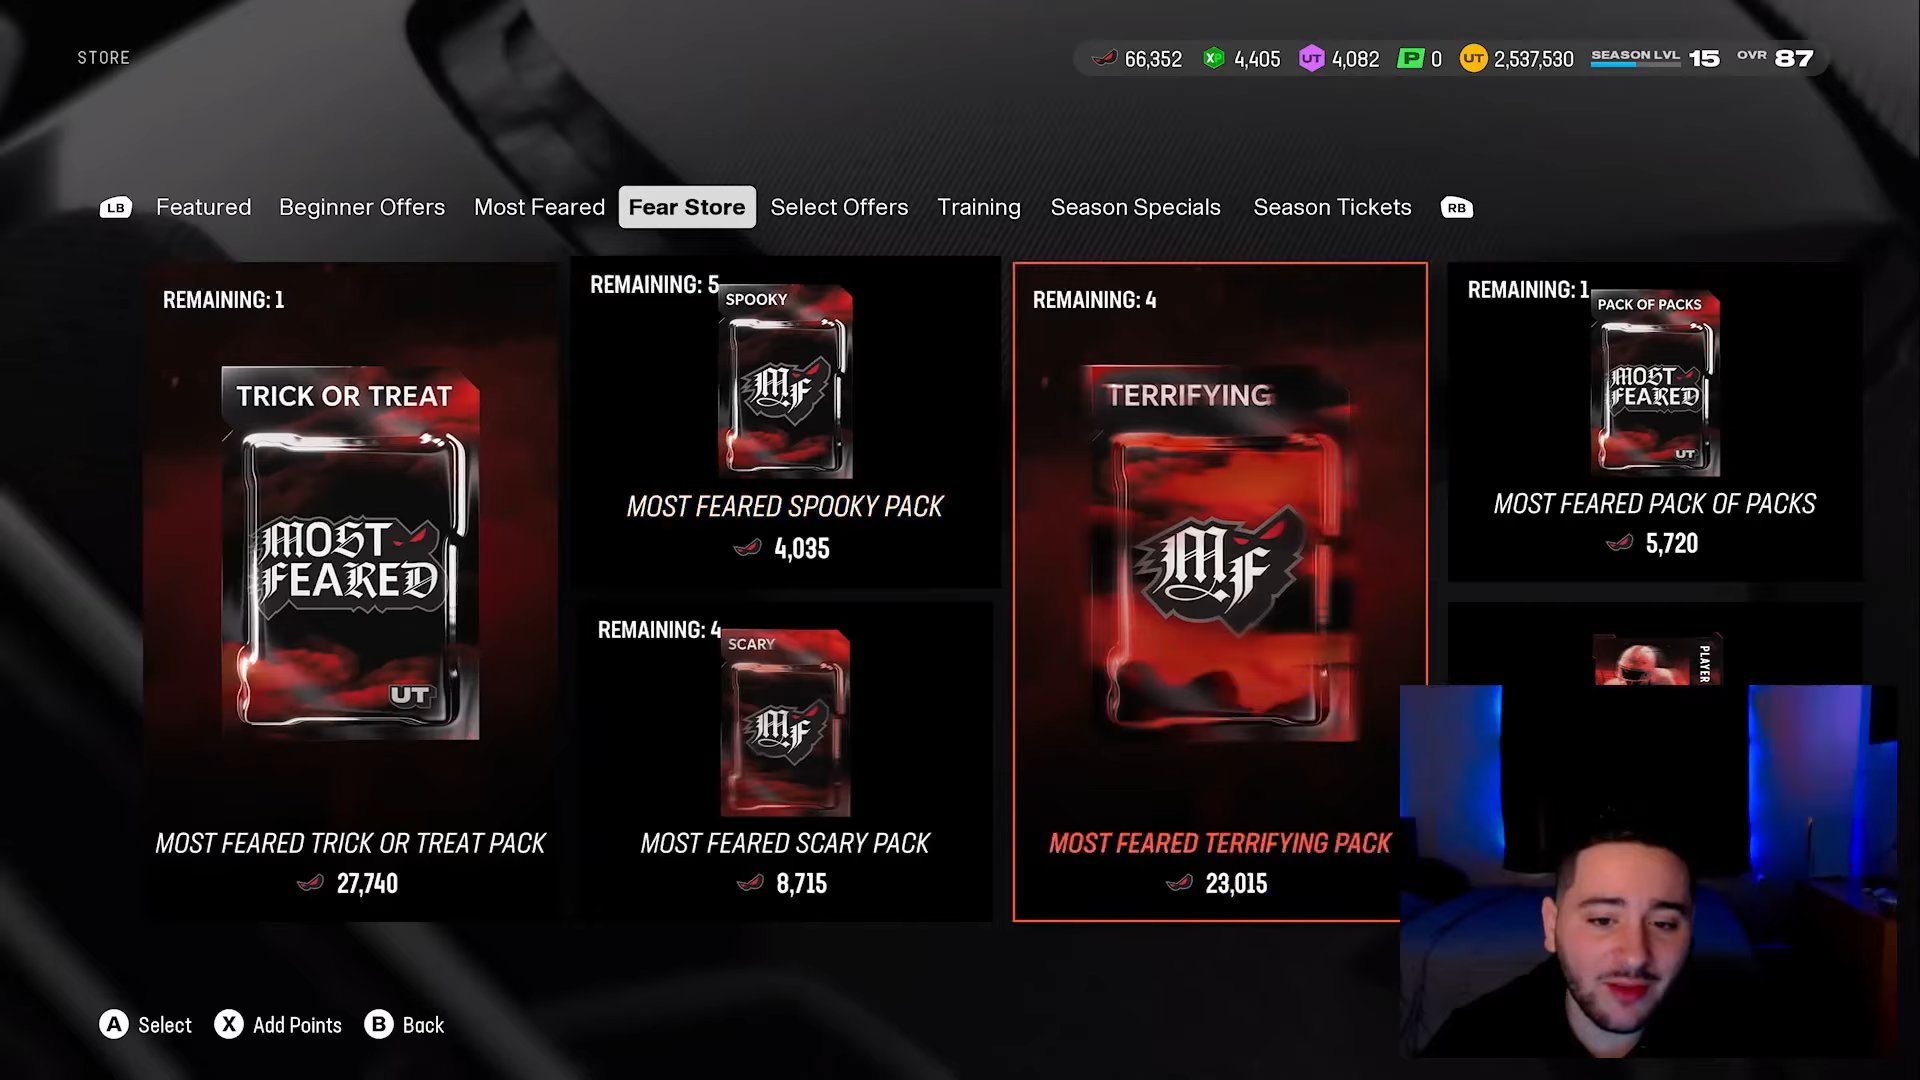 STORE
66,352 XP 4,405 UT 4,082 P 0 UT 2,537,530 SEASON LVL 15 OVR 87
LB Featured Beginner Offers Most Feared Fear Store Select Offers Training Season Specials Season Tickets RB
REMAINING: 1
TRICK OR TREAT
MOST
FEARED
UT
MOST FEARED TRICK OR TREAT PACK
27,740
REMAINING: 5
SPOOKY
MF
MOST FEARED SPOOKY PACK
4,035
REMAINING: 4
SCARY
MF
MOST FEARED SCARY PACK
8,715
REMAINING: 4
TERRIFYING
MF
MOST FEARED TERRIFYING PACK
23,015
REMAINING: 1
PACK OF PACKS
MOST
FEARED
UT
MOST FEARED PACK OF PACKS
5,720
PLAYER
A Select X Add Points B Back